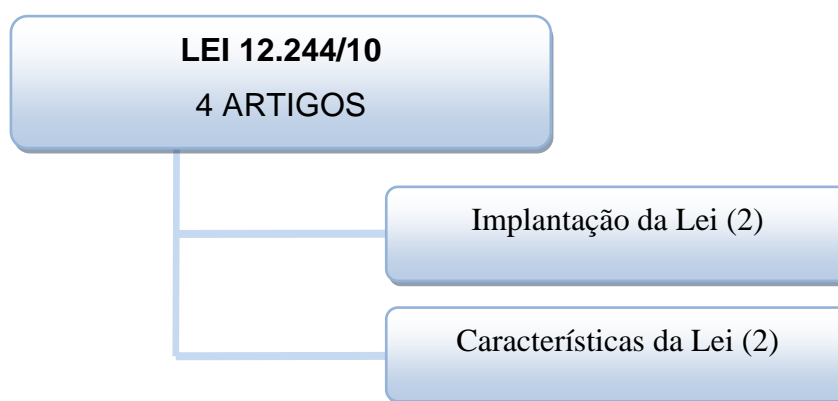 LEI 12.244/10
4 ARTIGOS
Implantação da Lei (2)
Características da Lei (2)